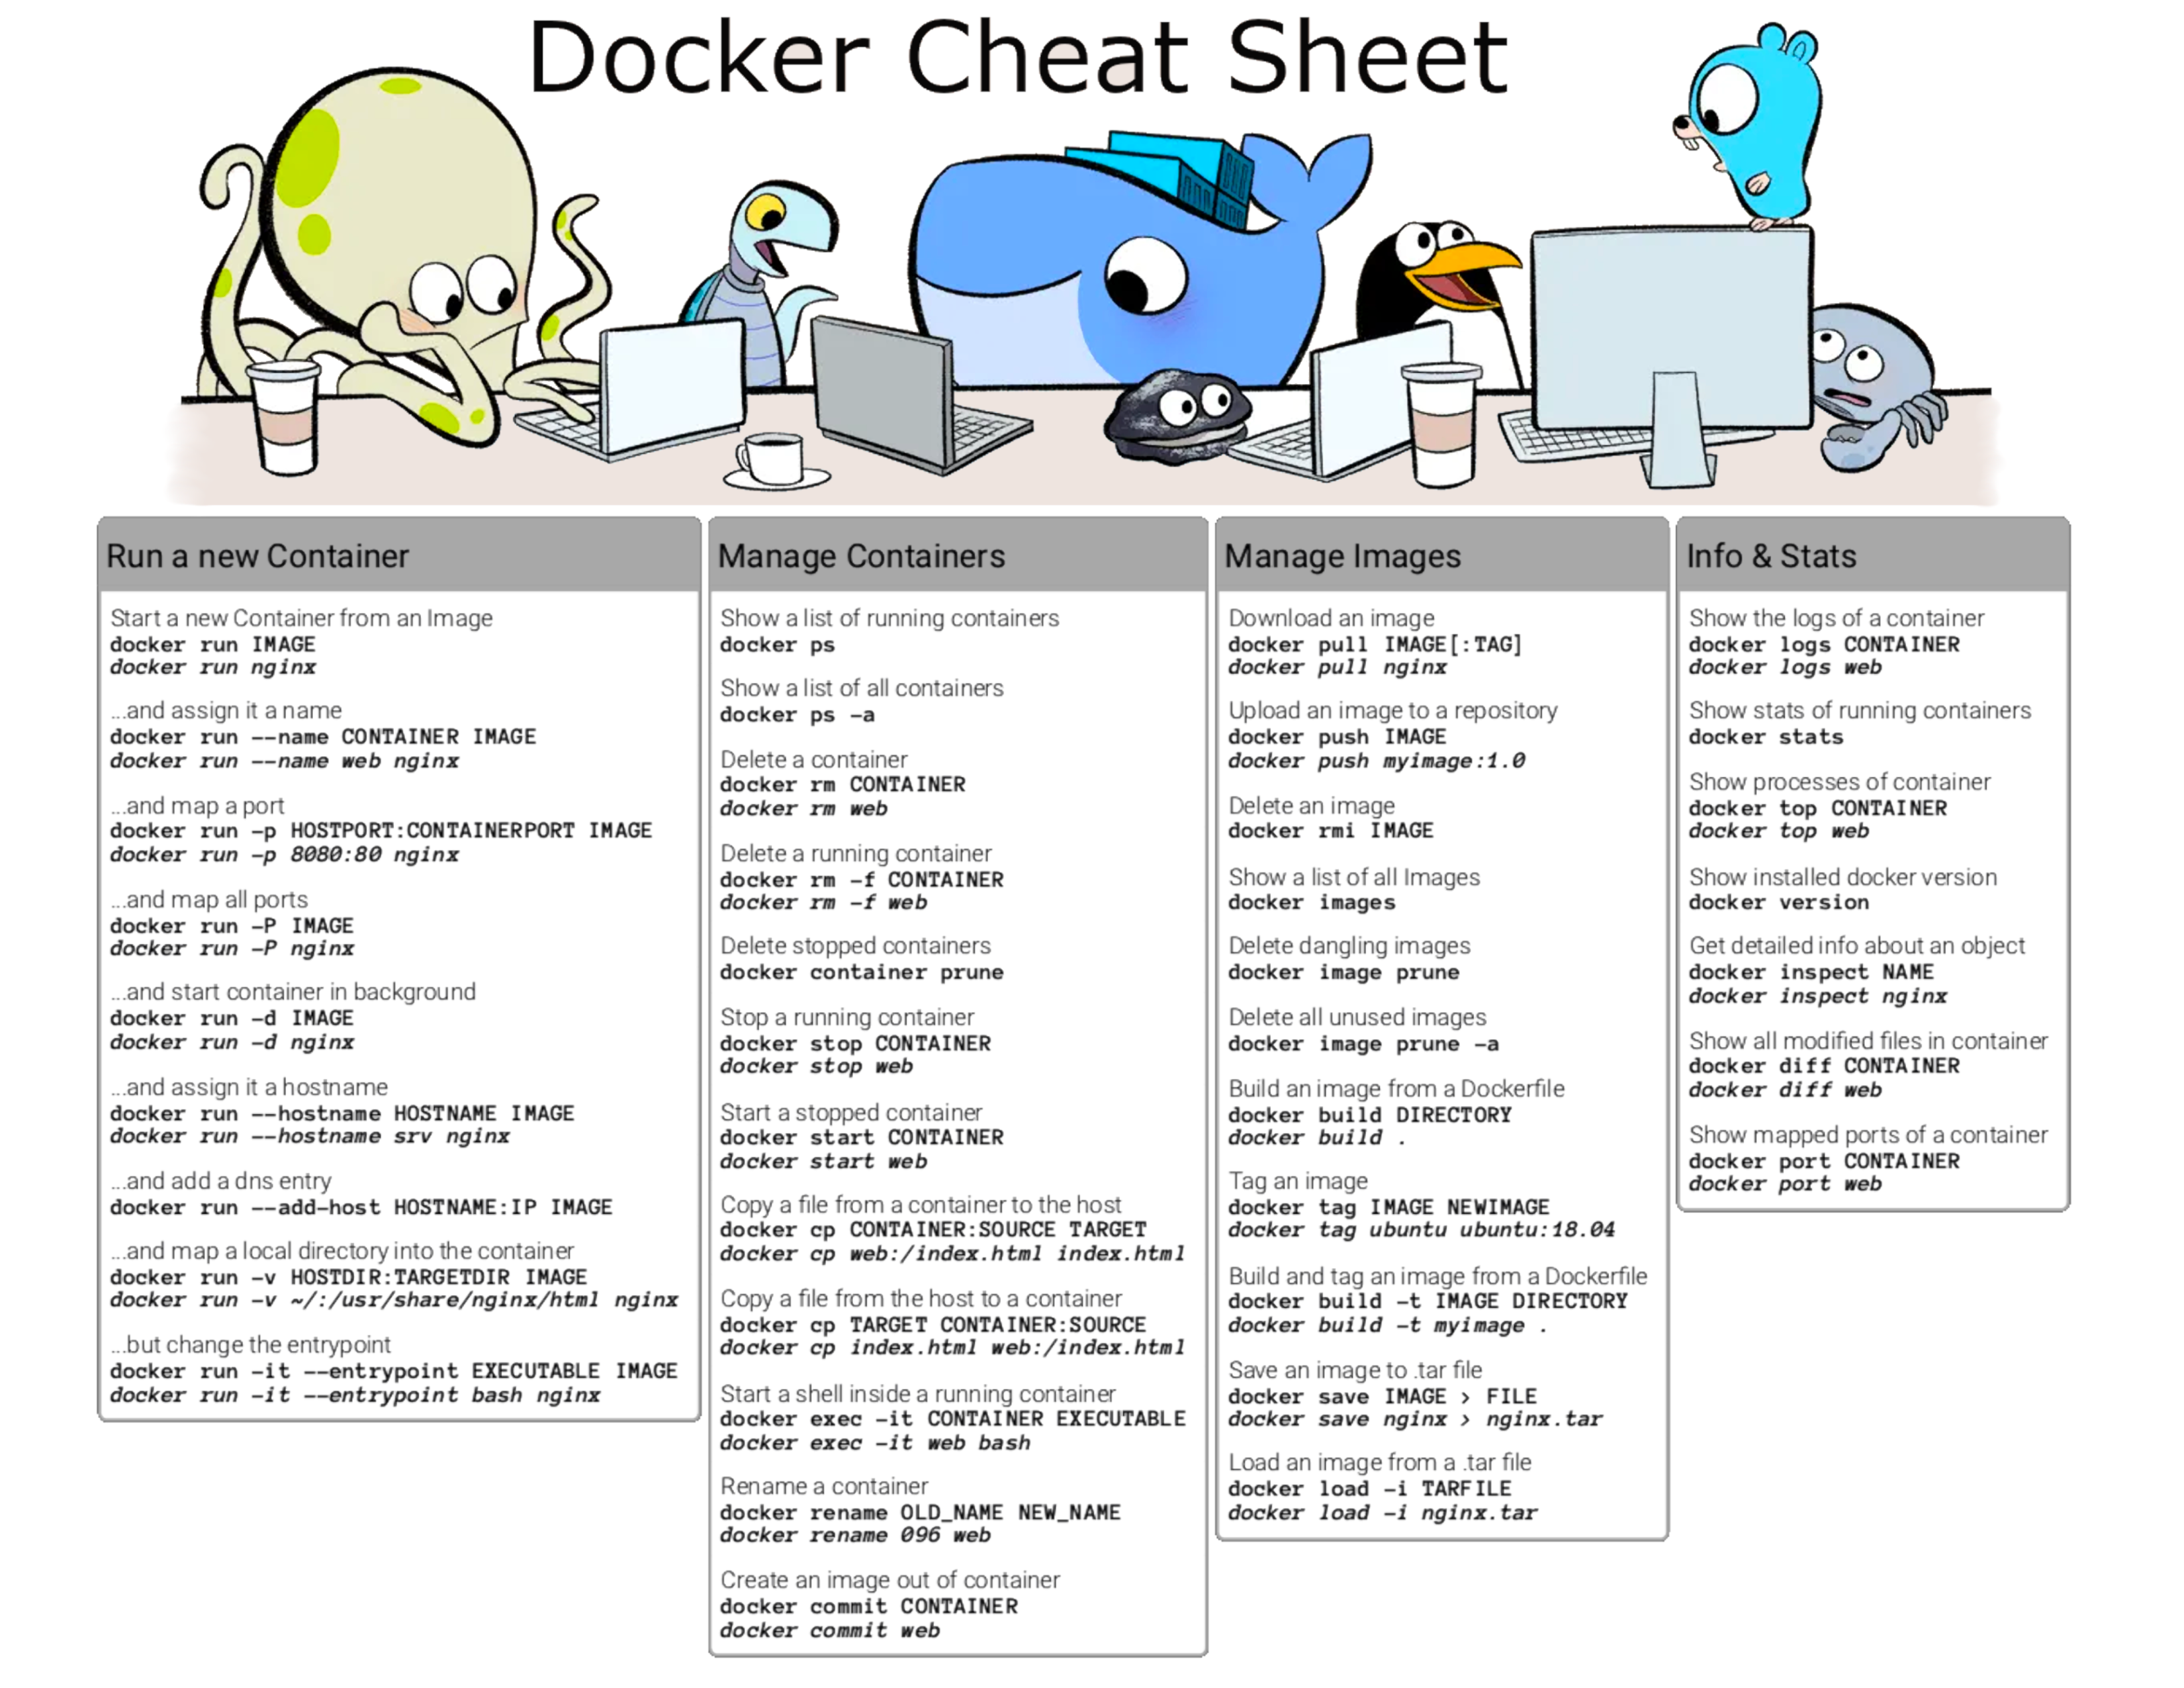 Docker Cheat Sheet
Run a new Container
Start a new Container from an Image
docker run IMAGE
docker run nginx
...and assign it a name
docker run --name CONTAINER IMAGE
docker run --name web nginx
...and map a port
docker run -p HOSTPORT:CONTAINERPORT IMAGE
docker run -p 8080:80 nginx
...and map all ports
docker run -P IMAGE
docker run -P nginx
...and start container in background
docker run -d IMAGE
docker run -d nginx
...and assign it a hostname
docker run --hostname HOSTNAME IMAGE
docker run --hostname srv nginx
...and add a dns entry
docker run --add-host HOSTNAME:IP IMAGE
...and map a local directory into the container
docker run -v HOSTDIR:TARGETDIR IMAGE
docker run -v ~/:/usr/share/nginx/html nginx
...but change the entrypoint
docker run -it --entrypoint EXECUTABLE IMAGE
docker run -it --entrypoint bash nginx
Manage Containers
Show a list of running containers
docker ps
Show a list of all containers
docker ps -a
Delete a container
docker rm CONTAINER
docker rm web
Delete a running container
docker rm -f CONTAINER
docker rm -f web
Delete stopped containers
docker container prune
Stop a running container
docker stop CONTAINER
docker stop web
Start a stopped container
docker start CONTAINER
docker start web
Copy a file from a container to the host
docker cp CONTAINER:SOURCE TARGET
docker cp web:/index.html index.html
Copy a file from the host to a container
docker cp TARGET CONTAINER:SOURCE
docker cp index.html web:/index.html
Start a shell inside a running container
docker exec -it CONTAINER EXECUTABLE
docker exec -it web bash
Rename a container
docker rename OLD_NAME NEW_NAME
docker rename 096 web
Create an image out of container
docker commit CONTAINER
docker commit web
Manage Images
Download an image
docker pull IMAGE[:TAG]
docker pull nginx
Upload an image to a repository
docker push IMAGE
docker push myimage:1.0
Delete an image
docker rmi IMAGE
Show a list of all Images
docker images
Delete dangling images
docker image prune
Delete all unused images
docker image prune -a
Build an image from a Dockerfile
docker build DIRECTORY
docker build .
Tag an image
docker tag IMAGE NEWIMAGE
docker tag ubuntu ubuntu:18.04
Build and tag an image from a Dockerfile
docker build -t IMAGE DIRECTORY
docker build -t myimage .
Save an image to .tar file
docker save IMAGE > FILE
docker save nginx > nginx.tar
Load an image from a .tar file
docker load -i TARFILE
docker load -i nginx.tar
Info & Stats
Show the logs of a container
docker logs CONTAINER
docker logs web
Show stats of running containers
docker stats
Show processes of container
docker top CONTAINER
docker top web
Show installed docker version
docker version
Get detailed info about an object
docker inspect NAME
docker inspect nginx
Show all modified files in container
docker diff CONTAINER
docker diff web
Show mapped ports of a container
docker port CONTAINER
docker port web